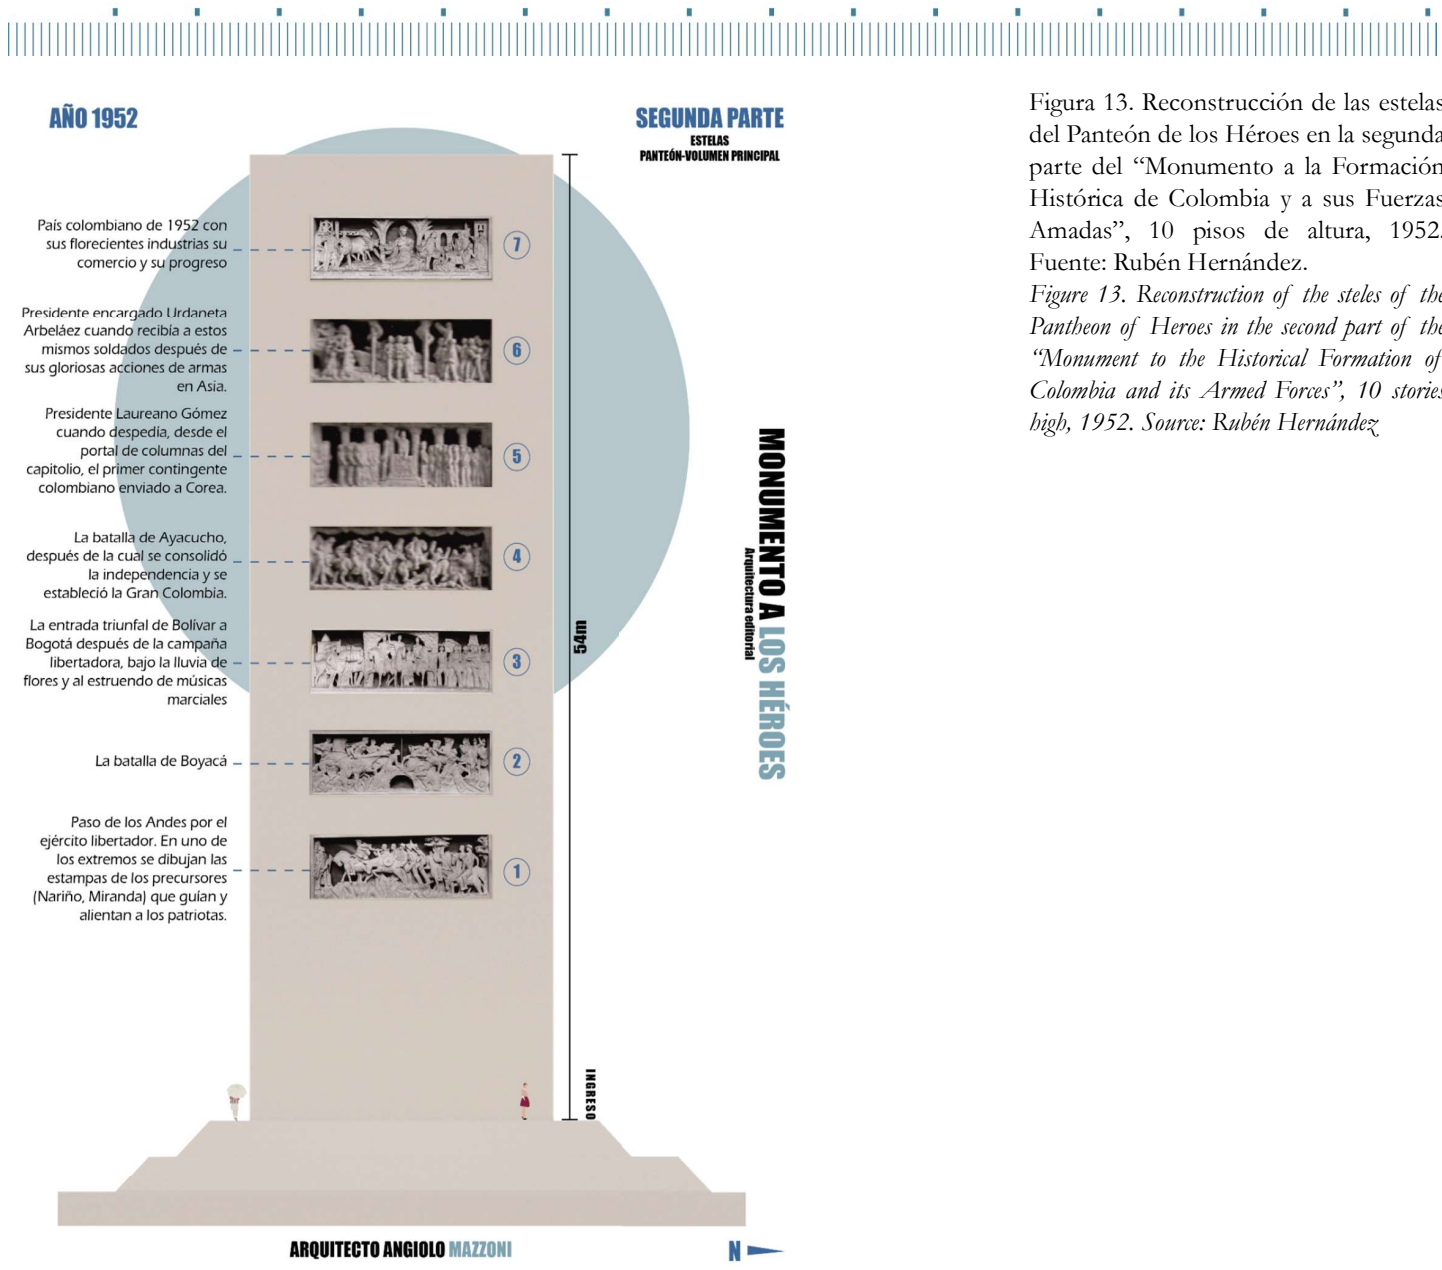 AÑO 1952
SEGUNDA PARTE
ESTELAS
PANTEÓN-VOLUMEN PRINCIPAL
País colombiano de 1952 con
sus florecientes industrias su
comercio y su progreso
7
Presidente encargado Urdaneta
Arbeláez cuando recibía a estos
mismos soldados después de
sus gloriosas acciones de armas
en Asia.
6
Presidente Laureano Gómez
cuando despedía, desde el
portal de columnas del
capitolio, el primer contingente
colombiano enviado a Corea.
5
La batalla de Ayacucho,
después de la cual se consolidó
la independencia y se
estableció la Gran Colombia.
4
La entrada triunfal de Bolívar a
Bogotá después de la campaña
libertadora, bajo la lluvia de
flores y al estruendo de músicas
marciales
3
La batalla de Boyacá
2
Paso de los Andes por el
ejército libertador. En uno de
los extremos se dibujan las
estampas de los precursores
(Nariño, Miranda) que guían y
alientan a los patriotas.
1
54m
INGRESO
MONUMENTO A LOS HÉROES
Arquitectura editorial
ARQUITECTO ANGIOLO MAZZONI
N
Figura 13. Reconstrucción de las estelas
del Panteón de los Héroes en la segunda
parte del “Monumento a la Formación
Histórica de Colombia y a sus Fuerzas
Amadas”, 10 pisos de altura, 1952.
Fuente: Rubén Hernández.
Figure 13. Reconstruction of the steles of the
Pantheon of Heroes in the second part of the
“Monument to the Historical Formation of
Colombia and its Armed Forces”, 10 stories
high, 1952. Source: Rubén Hernández